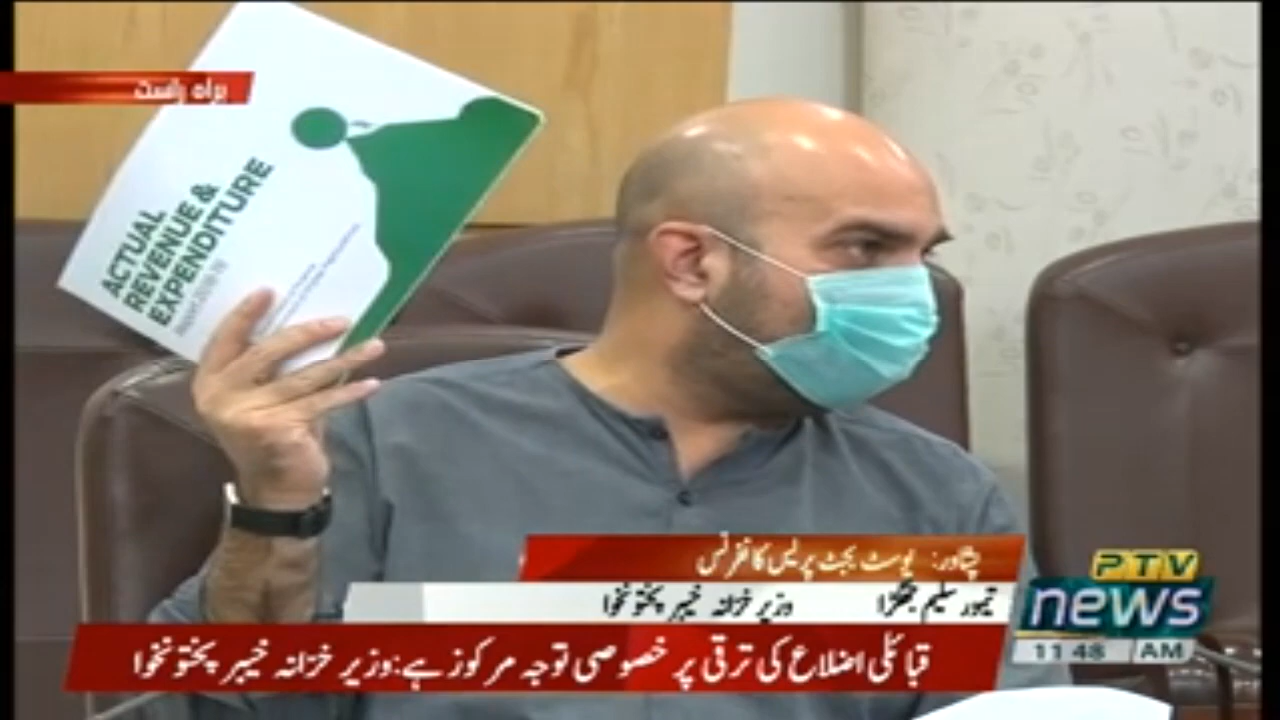 براہ راست
ACTUAL
REVENUE &
EXPENDITURE
پشاور: پوسٹ بجٹ پریس کانفرنس
تیمور سلیم جھگڑا وزیر خزانہ خیبر پختونخوا
قبائلی اضلاع کی ترقی پر خصوصی توجہ مرکوز ہے:وزیر خزانہ خیبر پختونخوا
PTV
news
11:48 AM